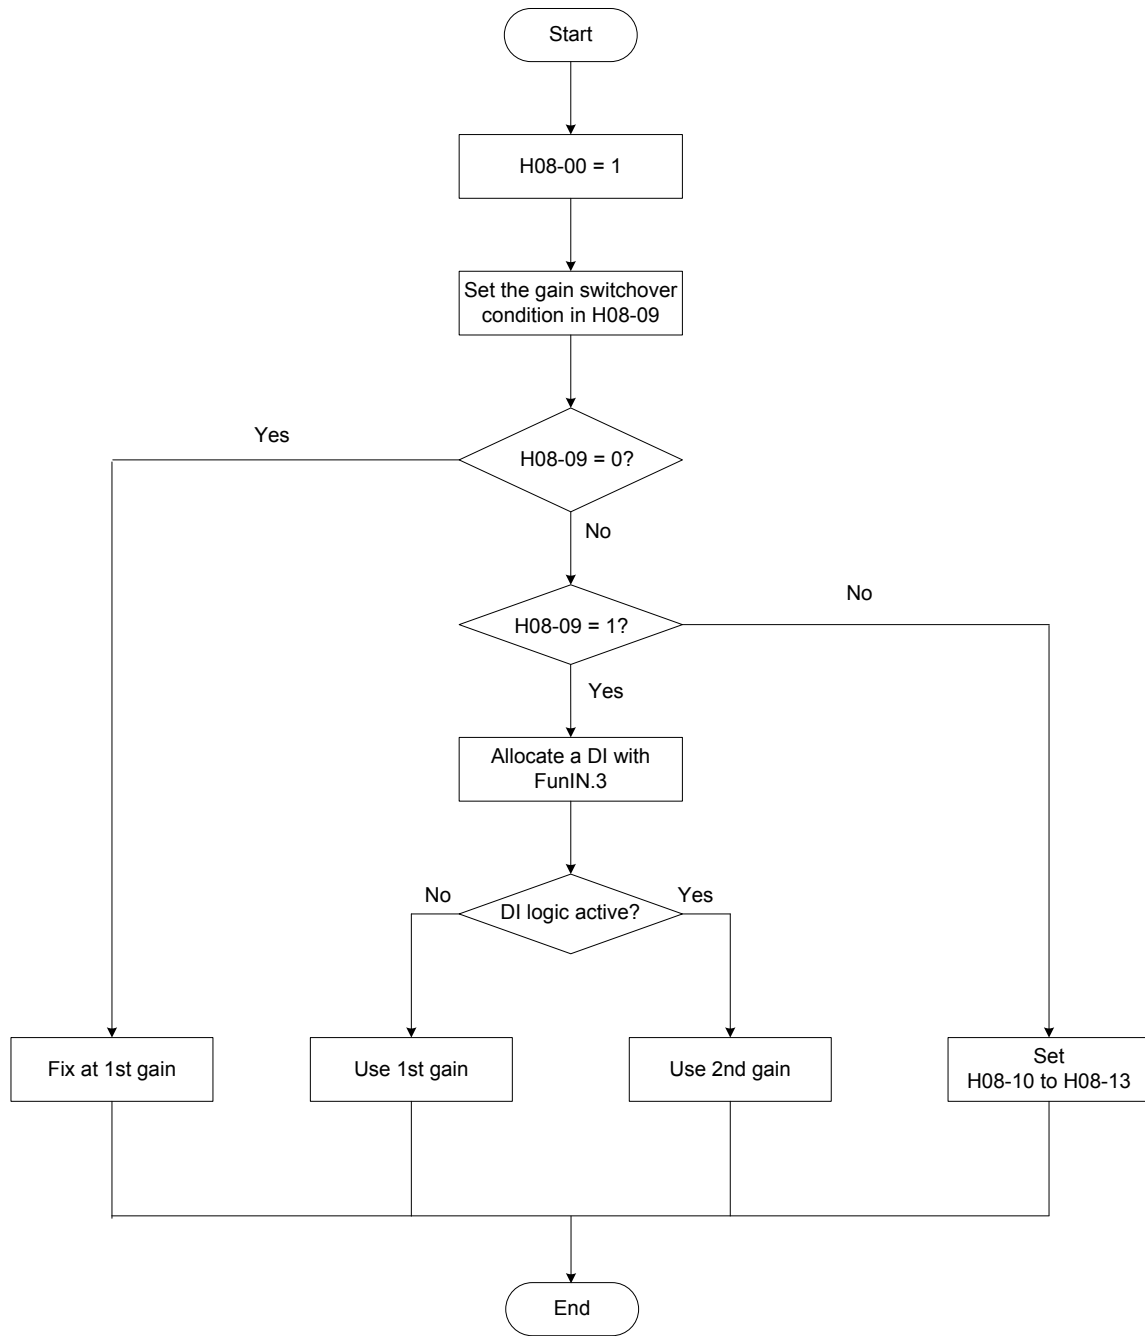 Start
H08-00 = 1
Set the gain switchover
condition in H08-09
Yes
H08-09 = 0?
No
No
H08-09 = 1?
Yes
Allocate a DI with
FunIN.3
No
Yes
DI logic active?
Fix at 1st gain
Use 1st gain
Use 2nd gain
Set
H08-10 to H08-13
End